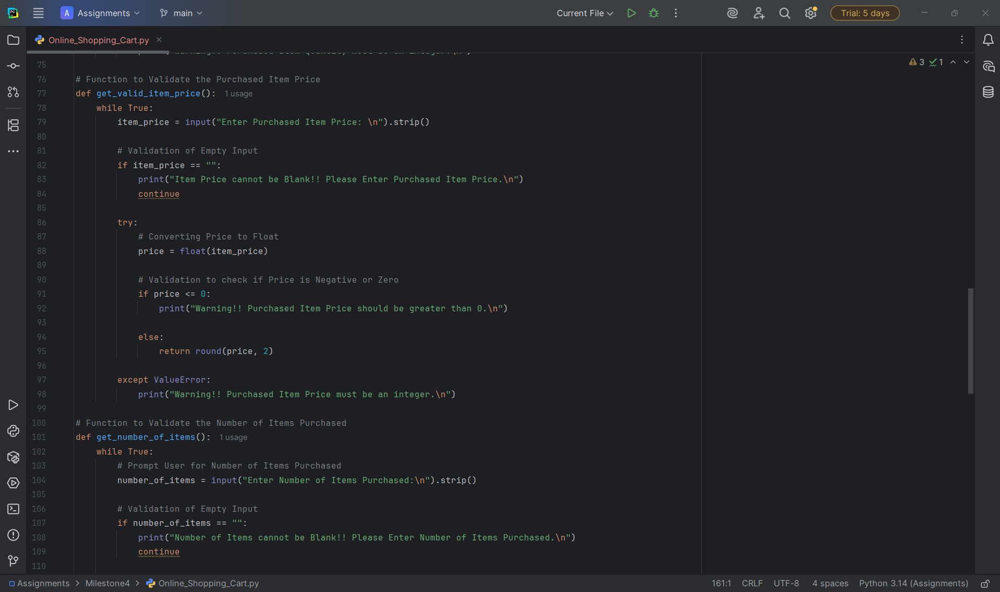 A Assignments main Current File Trial: 5 days
Online_Shopping_Cart.py
3 1
75
76 # Function to Validate the Purchased Item Price
77 def get_valid_item_price(): 1 usage
78 while True:
79 item_price = input("Enter Purchased Item Price: \n").strip()
80
81 # Validation of Empty Input
82 if item_price == "":
83 print("Item Price cannot be Blank!! Please Enter Purchased Item Price.\n")
84 continue
85
86 try:
87 # Converting Price to Float
88 price = float(item_price)
89
90 # Validation to check if Price is Negative or Zero
91 if price <= 0:
92 print("Warning!! Purchased Item Price should be greater than 0.\n")
93
94 else:
95 return round(price, 2)
96
97 except ValueError:
98 print("Warning!! Purchased Item Price must be an integer.\n")
99
100 # Function to Validate the Number of Items Purchased
101 def get_number_of_items(): 1 usage
102 while True:
103 # Prompt User for Number of Items Purchased
104 number_of_items = input("Enter Number of Items Purchased:\n").strip()
105
106 # Validation of Empty Input
107 if number_of_items == "":
108 print("Number of Items cannot be Blank!! Please Enter Number of Items Purchased.\n")
109 continue
110
Assignments > Milestone4 > Online_Shopping_Cart.py 161:1 CRLF UTF-8 4 spaces Python 3.14 (Assignments)